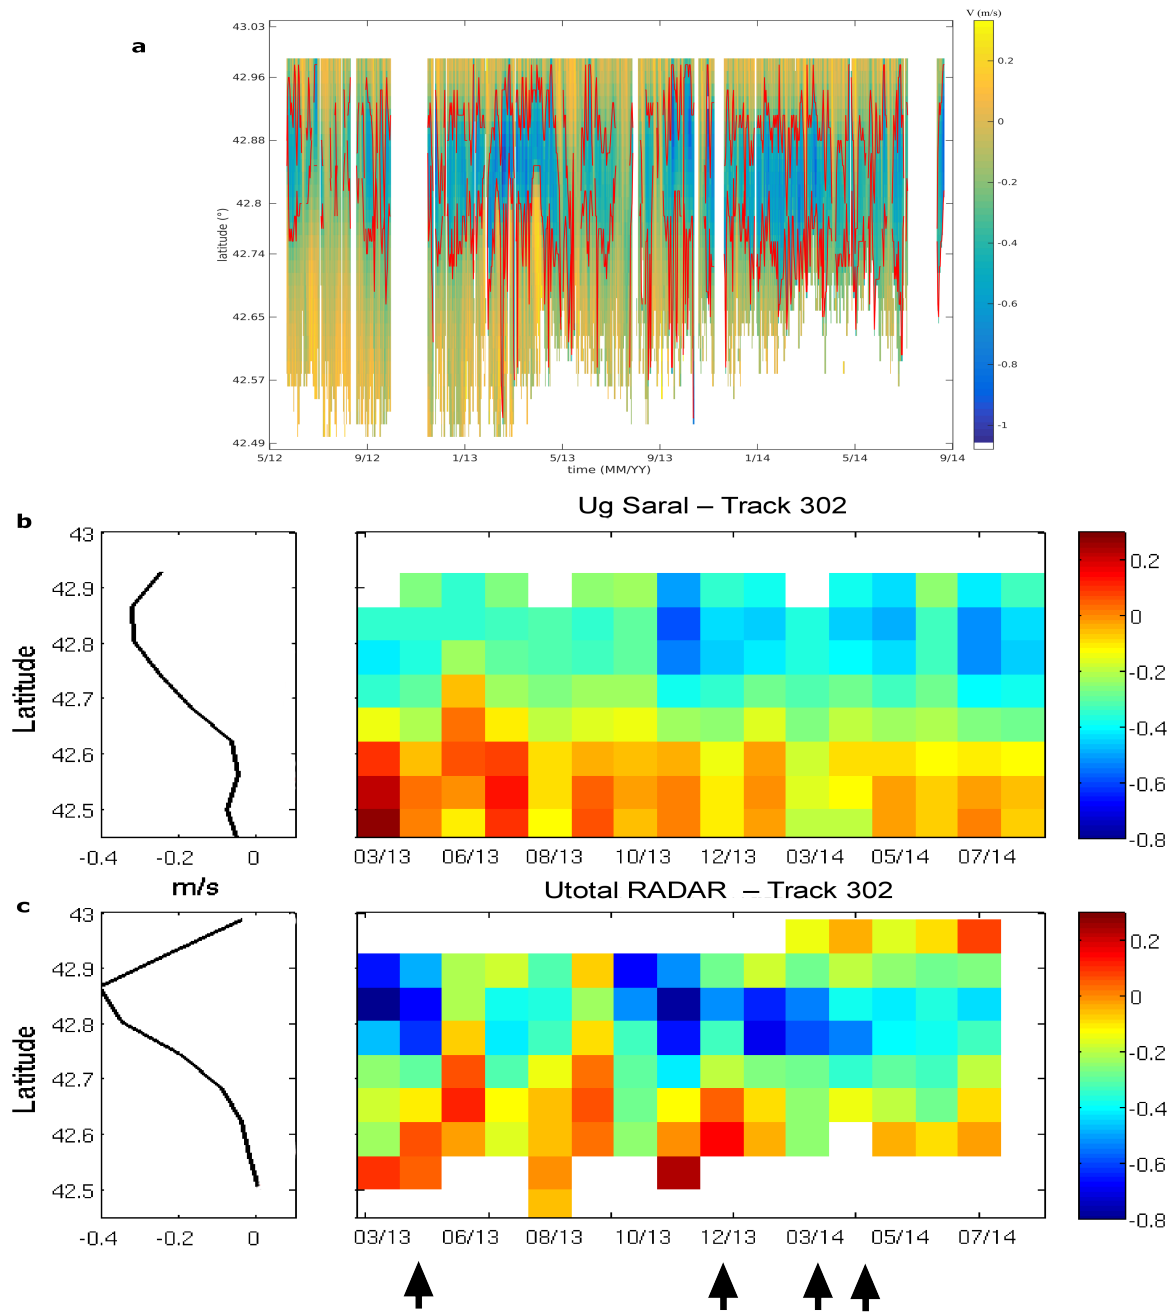 V (m/s)
a
43.03
42.96
42.88
42.8
42.74
42.65
42.57
42.49
latitude (°)
0.2
0
-0.2
-0.4
-0.6
-0.8
-1
5/12 9/12 1/13 5/13 9/13 1/14 5/14 9/14
time (MM/YY)
Ug Saral – Track 302
b
43
42.9
42.8
42.7
42.6
42.5
Latitude
-0.4 -0.2 0
m/s
03/13 06/13 08/13 10/13 12/13 03/14 05/14 07/14
0.2
0
-0.2
-0.4
-0.6
-0.8
Utotal RADAR – Track 302
c
43
42.9
42.8
42.7
42.6
42.5
Latitude
-0.4 -0.2 0
03/13 06/13 08/13 10/13 12/13 03/14 05/14 07/14
0.2
0
-0.2
-0.4
-0.6
-0.8